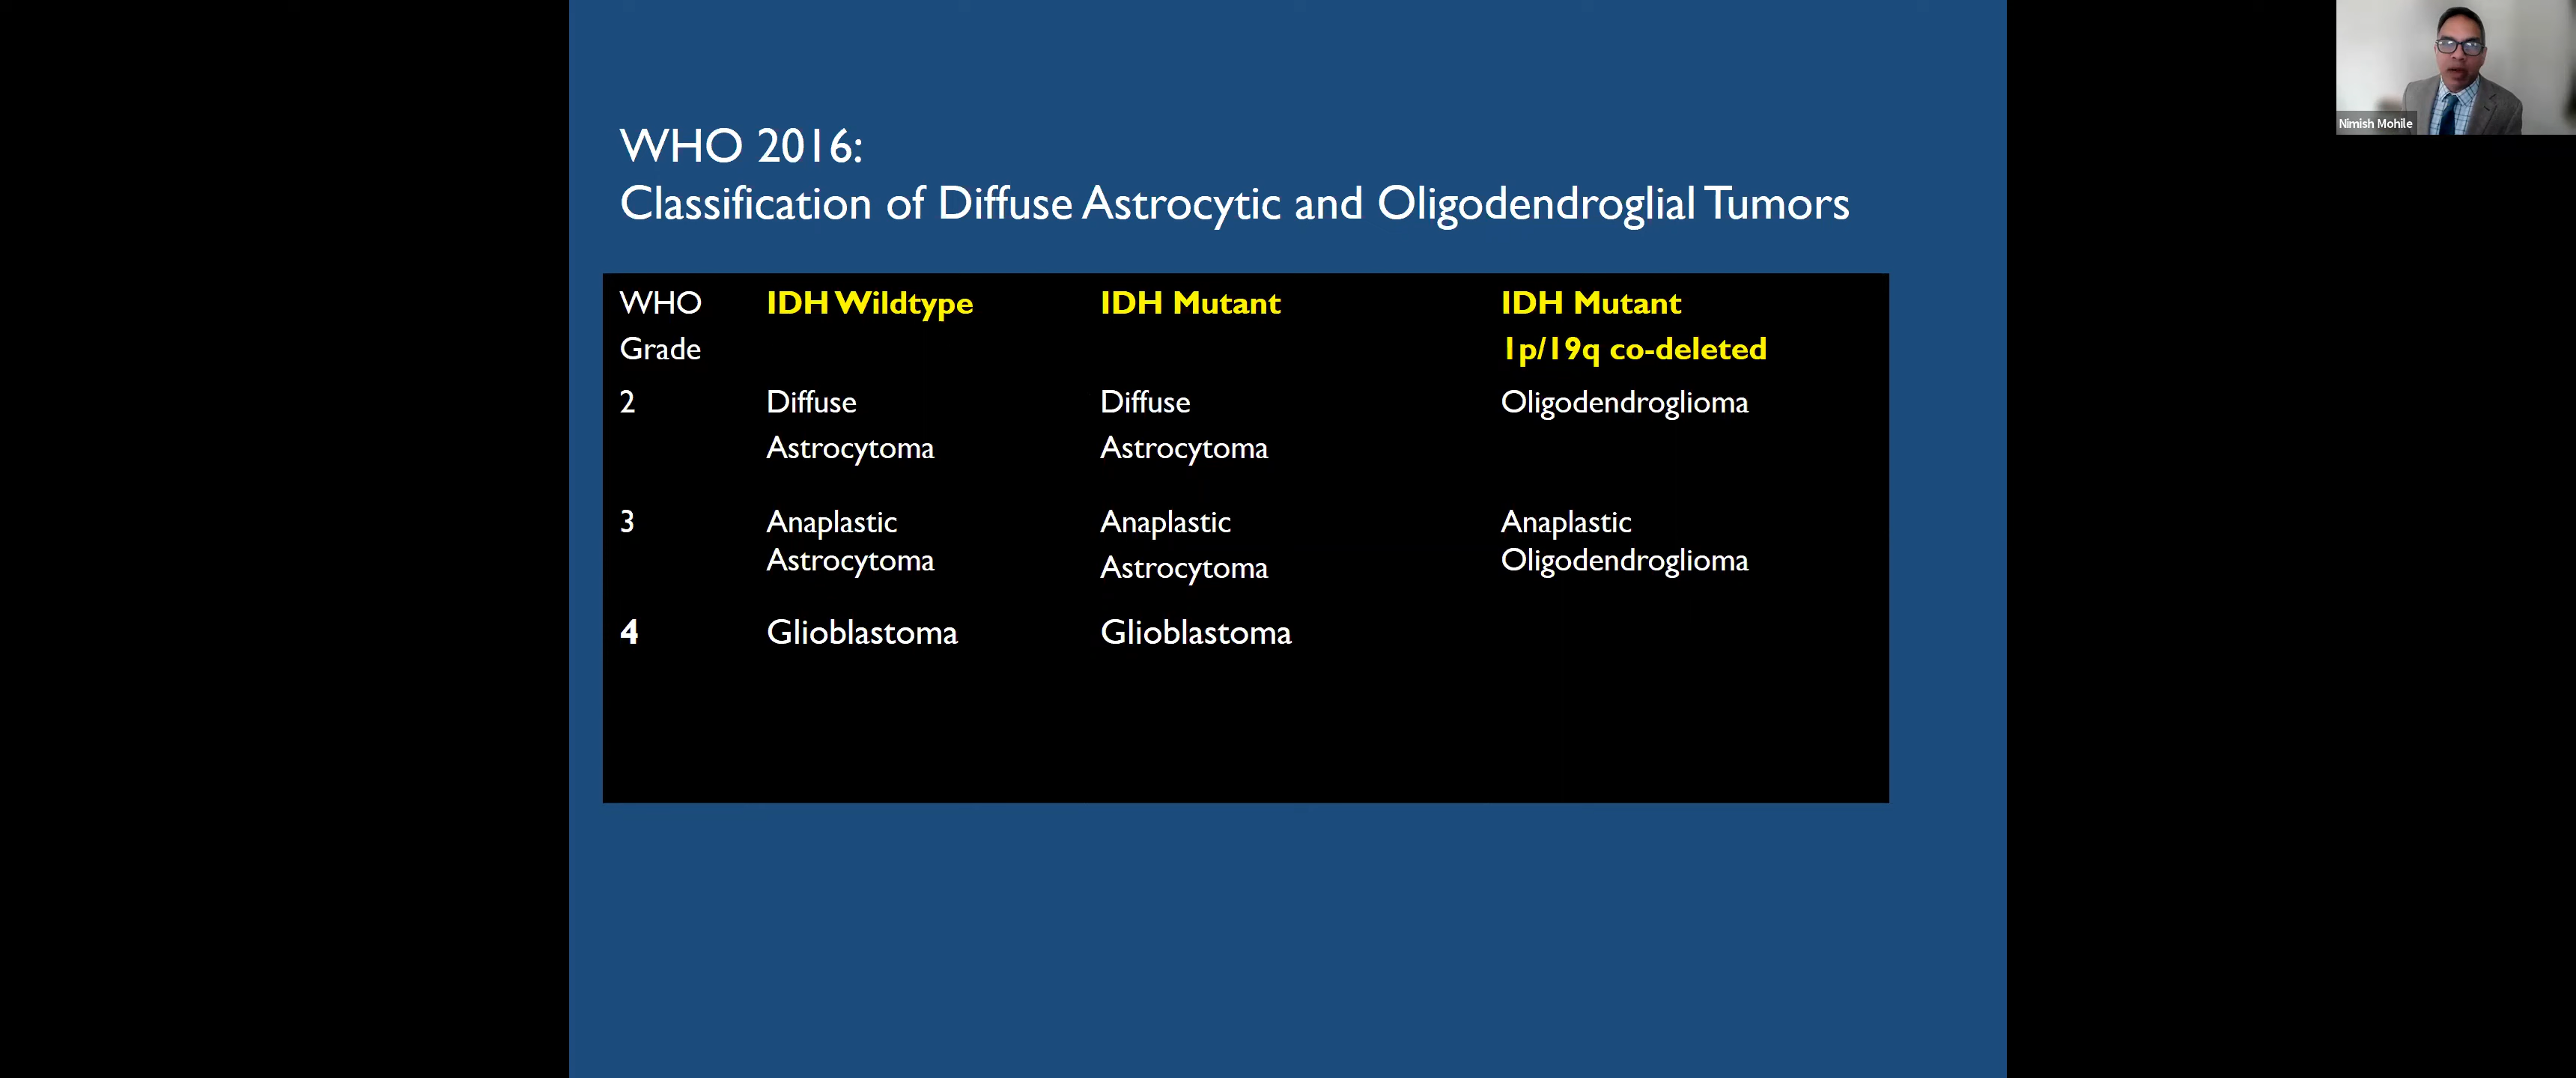 Nimish Mohile
WHO 2016:
Classification of Diffuse Astrocytic and Oligodendroglial Tumors
WHO Grade
IDH Wildtype
IDH Mutant
IDH Mutant
1p/19q co-deleted
2
Diffuse
Astrocytoma
Diffuse
Astrocytoma
Oligodendroglioma
3
Anaplastic
Astrocytoma
Anaplastic
Astrocytoma
Anaplastic
Oligodendroglioma
4
Glioblastoma
Glioblastoma